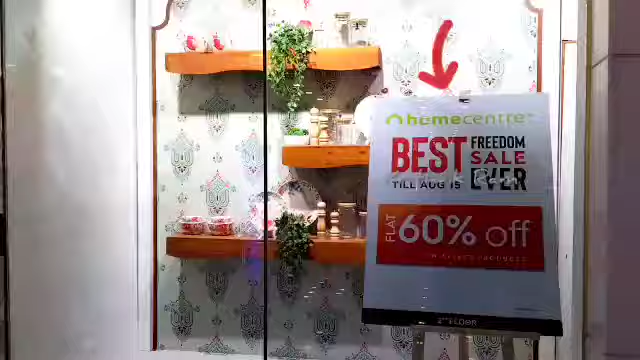 homecentre
BEST FREEDOM SALE EVER
TILL AUG 15
FLAT 60% off
2ND FLOOR